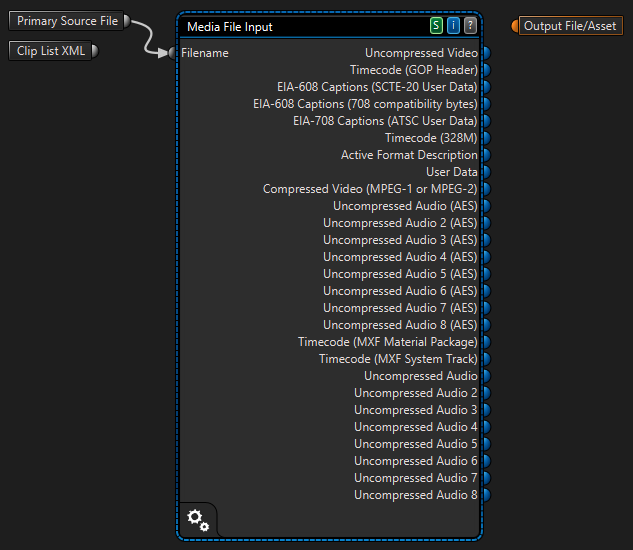 Primary Source File
Clip List XML
Media File Input
S
i
?
Output File/Asset
Filename
Uncompressed Video
Timecode (GOP Header)
EIA-608 Captions (SCTE-20 User Data)
EIA-608 Captions (708 compatibility bytes)
EIA-708 Captions (ATSC User Data)
Timecode (328M)
Active Format Description
User Data
Compressed Video (MPEG-1 or MPEG-2)
Uncompressed Audio (AES)
Uncompressed Audio 2 (AES)
Uncompressed Audio 3 (AES)
Uncompressed Audio 4 (AES)
Uncompressed Audio 5 (AES)
Uncompressed Audio 6 (AES)
Uncompressed Audio 7 (AES)
Uncompressed Audio 8 (AES)
Timecode (MXF Material Package)
Timecode (MXF System Track)
Uncompressed Audio
Uncompressed Audio 2
Uncompressed Audio 3
Uncompressed Audio 4
Uncompressed Audio 5
Uncompressed Audio 6
Uncompressed Audio 7
Uncompressed Audio 8